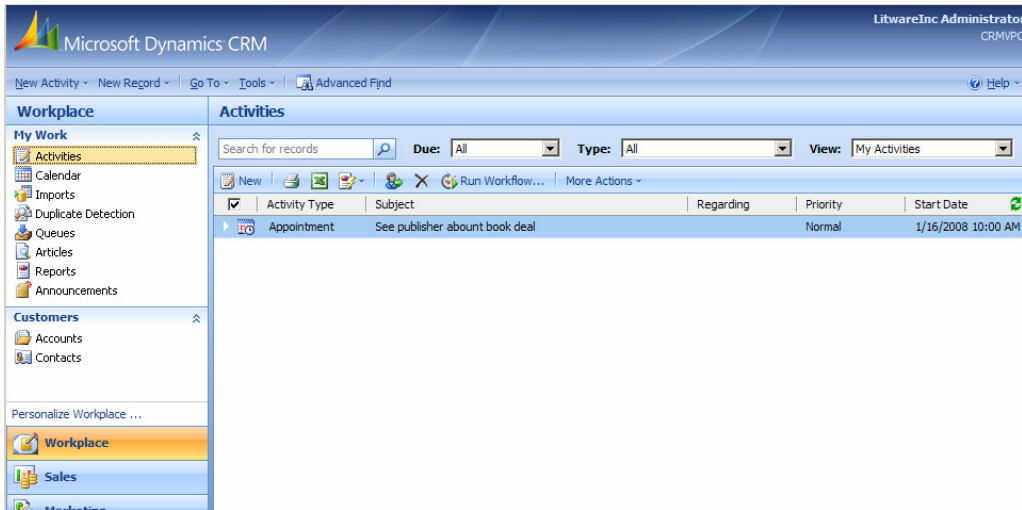 LitwareInc Administrator
CRMVPC
Microsoft Dynamics CRM
New Activity New Record Go To Tools Advanced Find Help
Workplace
Activities
My Work
Activities
Calendar
Imports
Duplicate Detection
Queues
Articles
Reports
Announcements
Customers
Accounts
Contacts
Personalize Workplace ...
Workplace
Sales
Marketing
Search for records Due: All Type: All View: My Activities
New Run Workflow... More Actions
Activity Type Subject Regarding Priority Start Date
Appointment See publisher abount book deal Normal 1/16/2008 10:00 AM